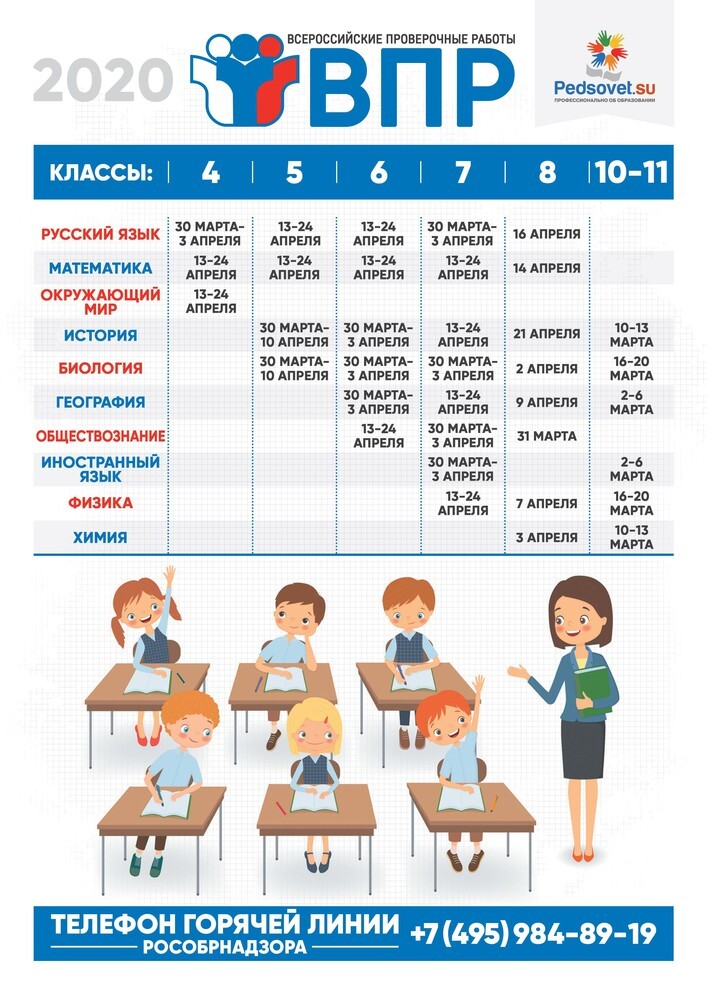 2020
ВСЕРОССИЙСКИЕ ПРОВЕРОЧНЫЕ РАБОТЫ
ВПР
Pedsovet.su
ПРОФЕССИОНАЛЬНО ОБ ОБРАЗОВАНИИ
КЛАССЫ: 4 5 6 7 8 10-11
РУССКИЙ ЯЗЫК 30 МАРТА- 13-24 13-24 30 МАРТА- 16 АПРЕЛЯ
3 АПРЕЛЯ АПРЕЛЯ АПРЕЛЯ 3 АПРЕЛЯ
МАТЕМАТИКА 13-24 13-24 13-24 13-24 14 АПРЕЛЯ
АПРЕЛЯ АПРЕЛЯ АПРЕЛЯ АПРЕЛЯ
ОКРУЖАЮЩИЙ 13-24
МИР АПРЕЛЯ
ИСТОРИЯ 30 МАРТА- 30 МАРТА- 13-24 21 АПРЕЛЯ 10-13
10 АПРЕЛЯ 3 АПРЕЛЯ АПРЕЛЯ МАРТА
БИОЛОГИЯ 30 МАРТА- 30 МАРТА- 30 МАРТА- 2 АПРЕЛЯ 16-20
10 АПРЕЛЯ 3 АПРЕЛЯ 3 АПРЕЛЯ МАРТА
ГЕОГРАФИЯ 30 МАРТА- 13-24 9 АПРЕЛЯ 2-6
3 АПРЕЛЯ АПРЕЛЯ МАРТА
ОБЩЕСТВОЗНАНИЕ 13-24 30 МАРТА- 31 МАРТА
АПРЕЛЯ 3 АПРЕЛЯ
ИНОСТРАННЫЙ 30 МАРТА- 2-6
ЯЗЫК 3 АПРЕЛЯ МАРТА
ФИЗИКА 13-24 7 АПРЕЛЯ 16-20
АПРЕЛЯ МАРТА
ХИМИЯ 3 АПРЕЛЯ 10-13
МАРТА
ТЕЛЕФОН ГОРЯЧЕЙ ЛИНИИ
РОСОБРНАДЗОРА
+7 (495) 984-89-19